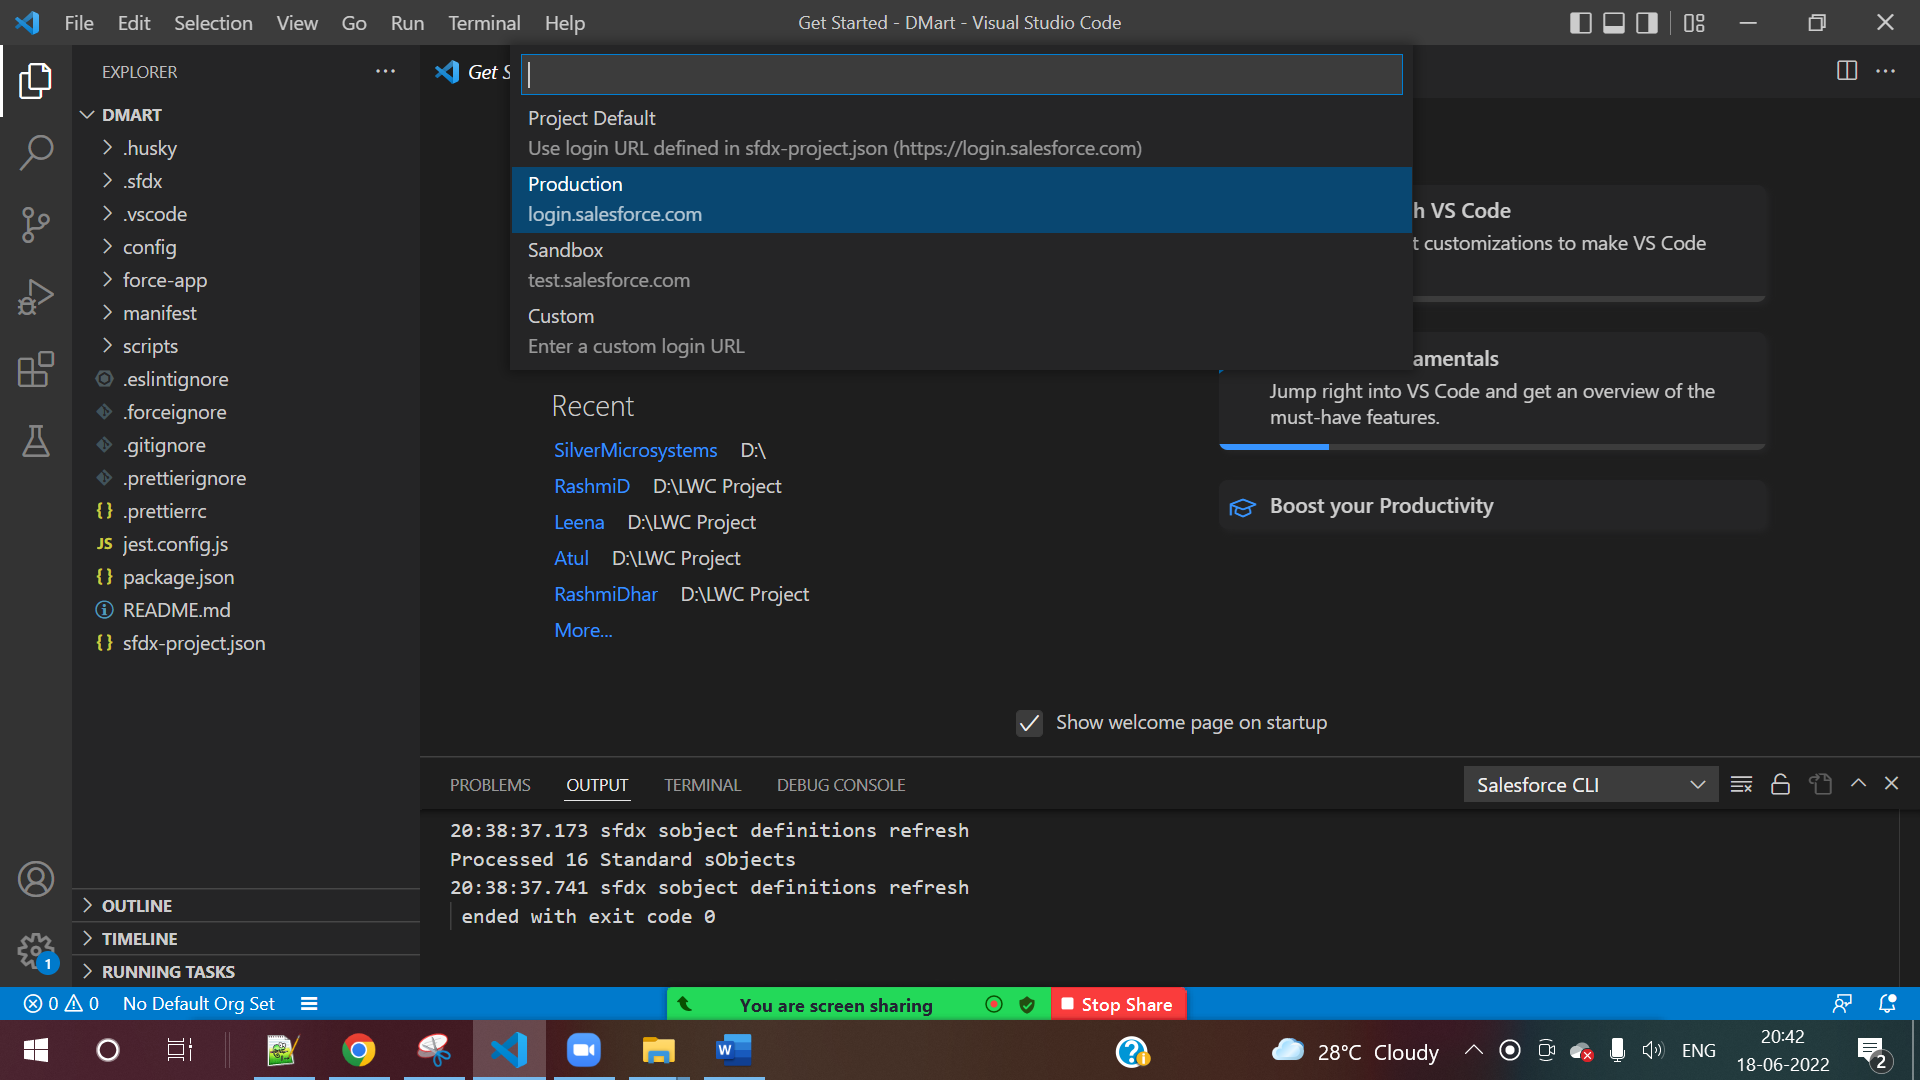 File Edit Selection View Go Run Terminal Help
Get Started - DMart - Visual Studio Code
EXPLORER
DMART
.husky
.sfdx
.vscode
config
force-app
manifest
scripts
.eslintignore
.forceignore
.gitignore
.prettierignore
{} .prettierrc
JS jest.config.js
{} package.json
README.md
{} sfdx-project.json
OUTLINE
TIMELINE
RUNNING TASKS
1
Get S
Project Default
Use login URL defined in sfdx-project.json (https://login.salesforce.com)
Production
login.salesforce.com
Sandbox
test.salesforce.com
Custom
Enter a custom login URL
h VS Code
t customizations to make VS Code
amentals
Jump right into VS Code and get an overview of the
must-have features.
Boost your Productivity
Recent
SilverMicrosystems D:\
RashmiD D:\LWC Project
Leena D:\LWC Project
Atul D:\LWC Project
RashmiDhar D:\LWC Project
More...
Show welcome page on startup
PROBLEMS OUTPUT TERMINAL DEBUG CONSOLE
Salesforce CLI
20:38:37.173 sfdx sobject definitions refresh
Processed 16 Standard sObjects
20:38:37.741 sfdx sobject definitions refresh
ended with exit code 0
0 0 No Default Org Set
You are screen sharing
Stop Share
28°C Cloudy
ENG
20:42
18-06-2022
2